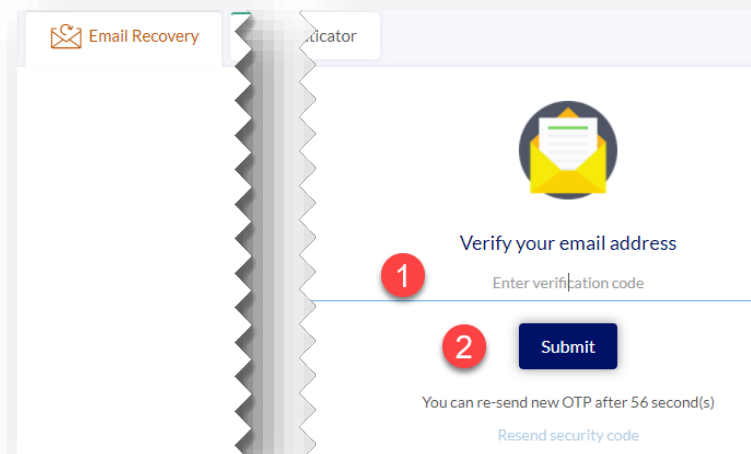 Email Recovery
Verify your email address
1
Enter verification code
2
Submit
You can re-send new OTP after 56 second(s)
Resend security code